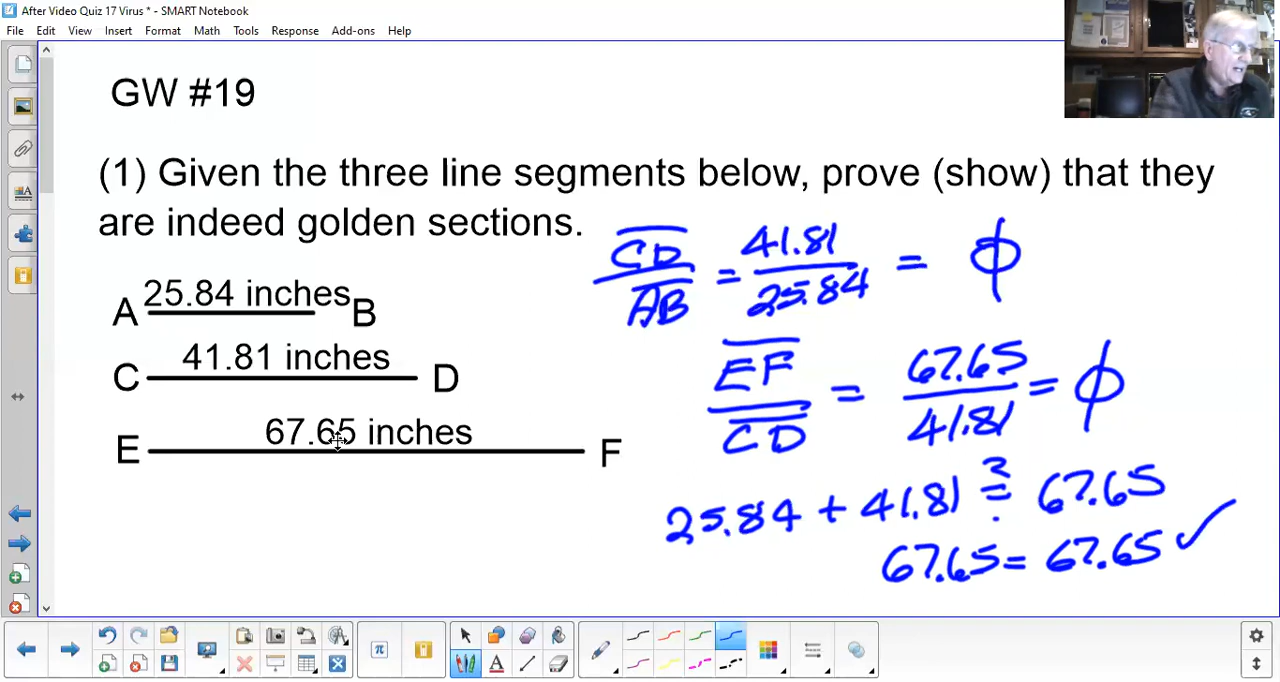 After Video Quiz 17 Virus * - SMART Notebook
File Edit View Insert Format Math Tools Response Add-ons Help
GW #19
(1) Given the three line segments below, prove (show) that they
are indeed golden sections.
A 25.84 inches B
C 41.81 inches D
E 67.65 inches F
CD/AB = 41.81/25.84 = ϕ
EF/CD = 67.65/41.81 = ϕ
25.84 + 41.81 ?= 67.65
67.65 = 67.65 ✓